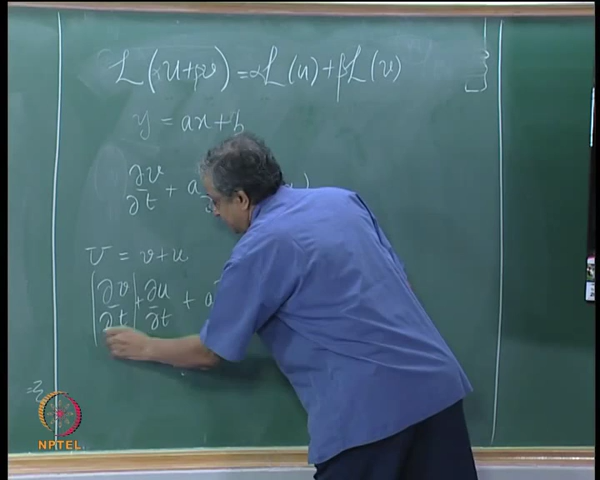 ℒ(αu+βv) = αℒ(u)+βℒ(v)
y = ax+b
∂v/∂t + a
V = v+u
∂v/∂t + ∂u/∂t + a
NPTEL